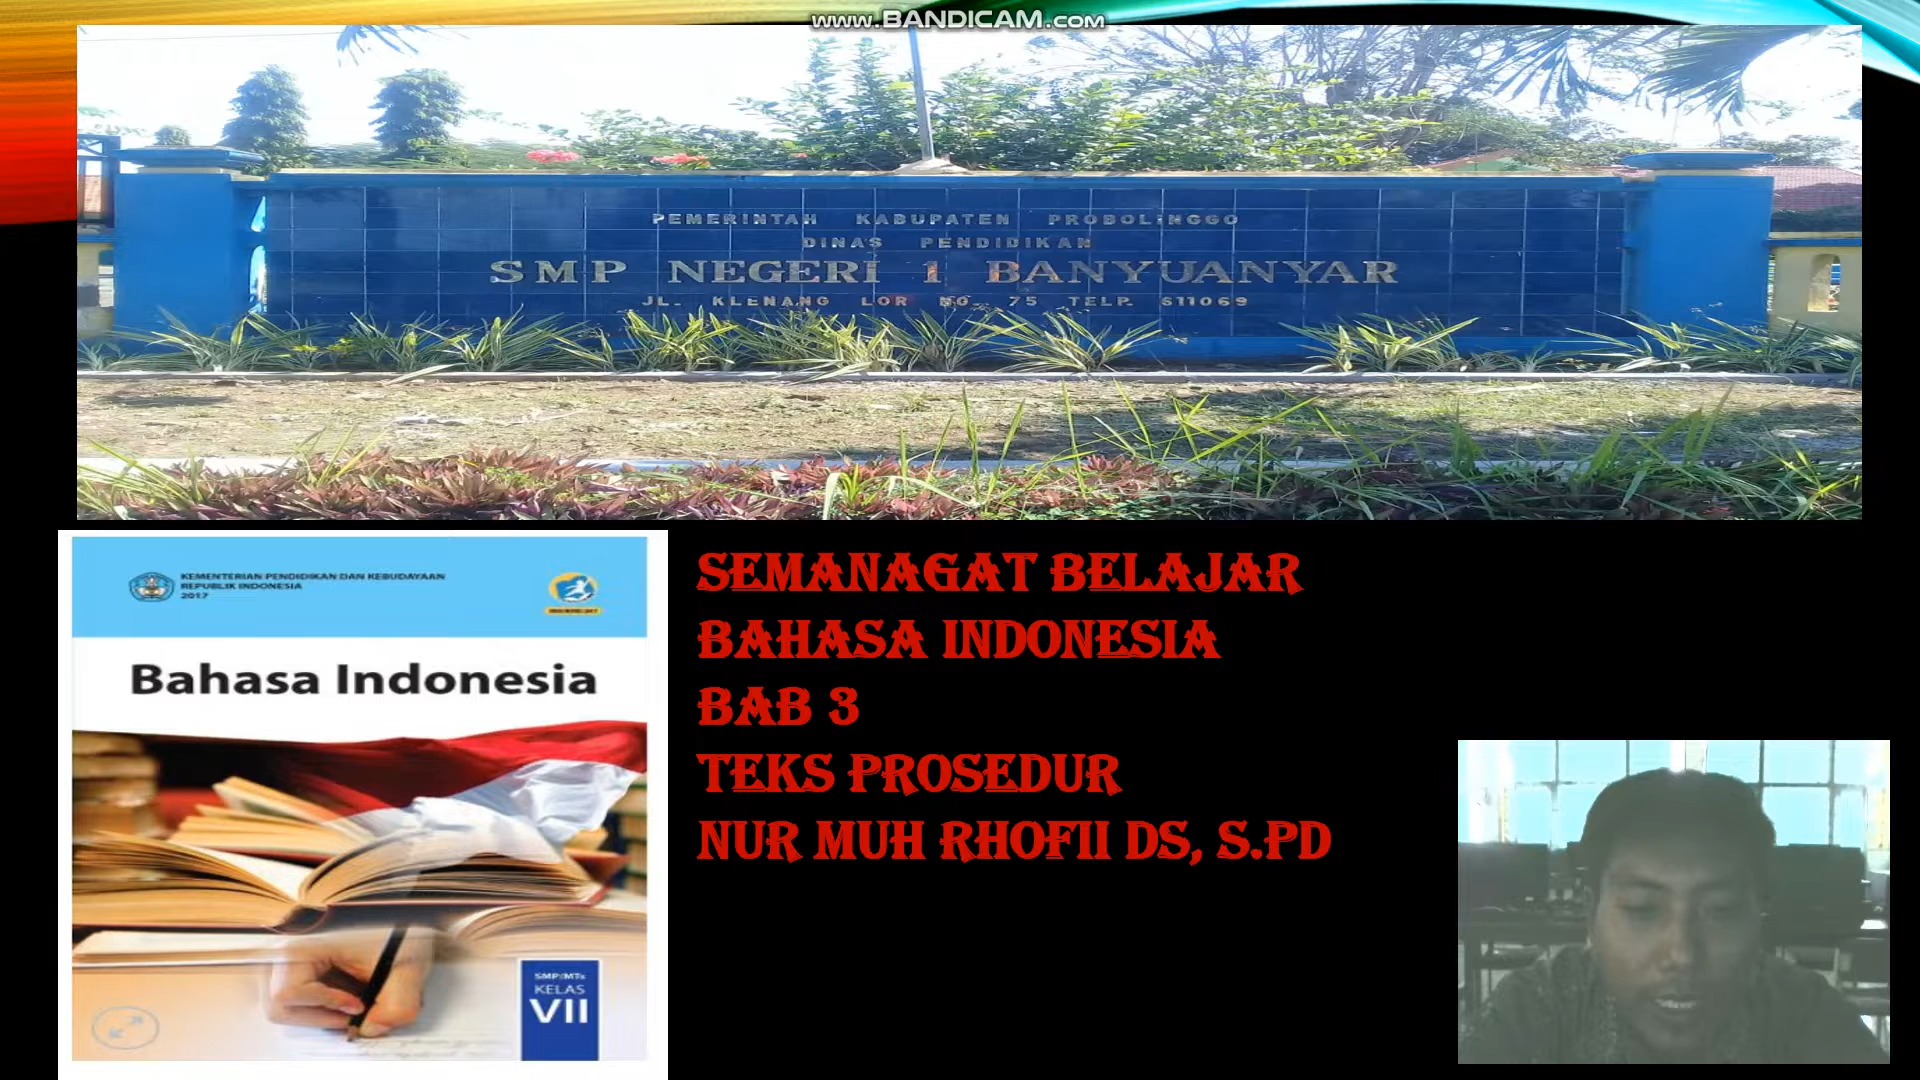 www.BANDICAM.com
PEMERINTAH KABUPATEN PROBOLINGGO
DINAS PENDIDIKAN
SMP NEGERI 1 BANYUANYAR
JL. KLENANG LOR NO. 75 TELP. 611069
KEMENTERIAN PENDIDIKAN DAN KEBUDAYAAN
REPUBLIK INDONESIA
2017
Bahasa Indonesia
SMP/MTs
KELAS
VII
SEMANAGAT BELAJAR
BAHASA INDONESIA
BAB 3
TEKS PROSEDUR
NUR MUH RHOFII DS, S.PD